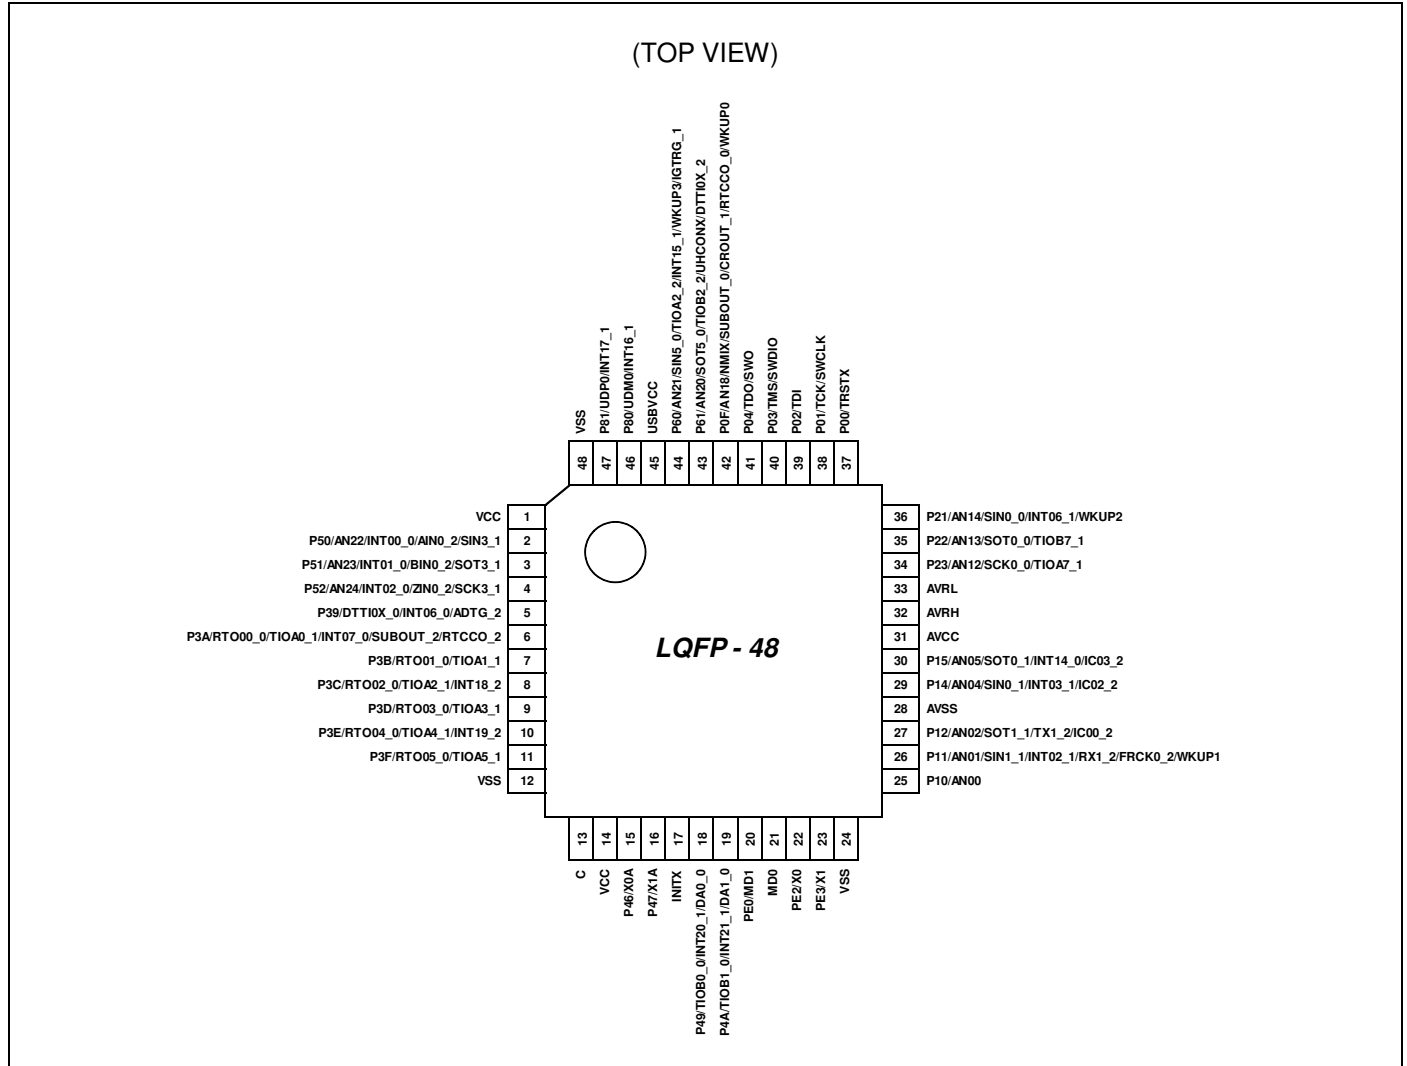 (TOP VIEW)
VSS
P81/UDP0/INT17_1
P80/UDM0/INT16_1
USBVCC
P60/AN21/SIN5_0/TIOA2_2/INT15_1/WKUP3/IGTRG_1
P61/AN20/SOT5_0/TIOB2_2/UHCONX/DTTI0X_2
P0F/AN18/NMIX/SUBOUT_0/CROUT_1/RTCCO_0/WKUP0
P04/TDO/SWO
P03/TMS/SWDIO
P02/TDI
P01/TCK/SWCLK
P00/TRSTX
48 47 46 45 44 43 42 41 40 39 38 37
VCC 1
P50/AN22/INT00_0/AIN0_2/SIN3_1 2
P51/AN23/INT01_0/BIN0_2/SOT3_1 3
P52/AN24/INT02_0/ZIN0_2/SCK3_1 4
P39/DTTI0X_0/INT06_0/ADTG_2 5
P3A/RTO00_0/TIOA0_1/INT07_0/SUBOUT_2/RTCCO_2 6
P3B/RTO01_0/TIOA1_1 7
P3C/RTO02_0/TIOA2_1/INT18_2 8
P3D/RTO03_0/TIOA3_1 9
P3E/RTO04_0/TIOA4_1/INT19_2 10
P3F/RTO05_0/TIOA5_1 11
VSS 12
LQFP - 48
36 P21/AN14/SIN0_0/INT06_1/WKUP2
35 P22/AN13/SOT0_0/TIOB7_1
34 P23/AN12/SCK0_0/TIOA7_1
33 AVRL
32 AVRH
31 AVCC
30 P15/AN05/SOT0_1/INT14_0/IC03_2
29 P14/AN04/SIN0_1/INT03_1/IC02_2
28 AVSS
27 P12/AN02/SOT1_1/TX1_2/IC00_2
26 P11/AN01/SIN1_1/INT02_1/RX1_2/FRCK0_2/WKUP1
25 P10/AN00
13 14 15 16 17 18 19 20 21 22 23 24
C
VCC
P46/X0A
P47/X1A
INITX
P49/TIOB0_0/INT20_1/DA0_0
P4A/TIOB1_0/INT21_1/DA1_0
PE0/MD1
MD0
PE2/X0
PE3/X1
VSS